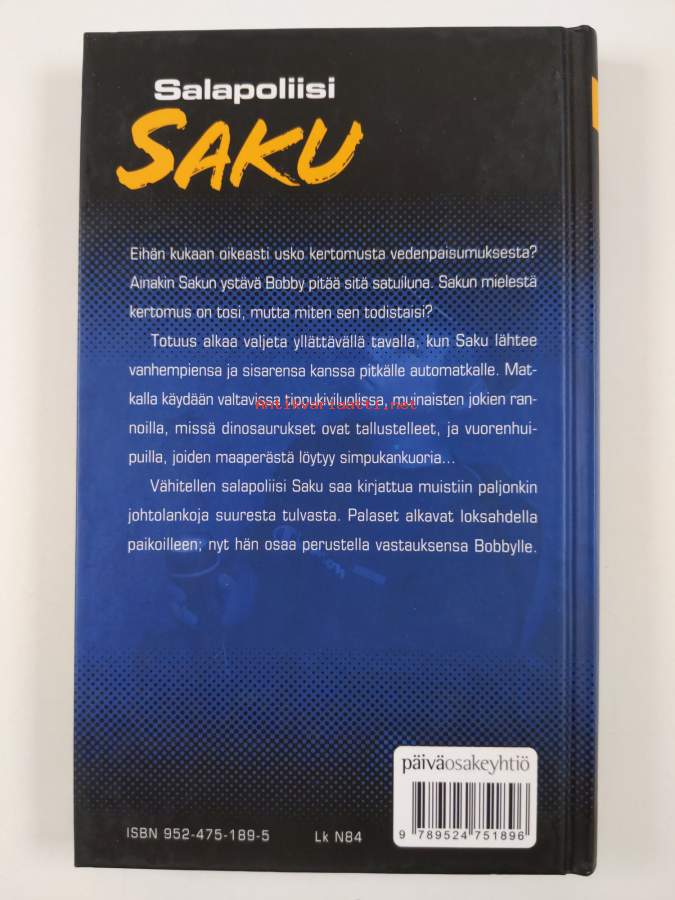 Salapoliisi
SAKU
Eihän kukaan oikeasti usko kertomusta vedenpaisumuksesta?
Ainakin Sakun ystävä Bobby pitää sitä satuiluna. Sakun mielestä
kertomus on tosi, mutta miten sen todistaisi?
Totuus alkaa valjeta yllättävällä tavalla, kun Saku lähtee
vanhempiensa ja sisarensa kanssa pitkälle automatkalle. Mat-
kalla käydään valtavissa tippukiviluolissa, muinaisten jokien ran-
Antikvariaatti.net
noilla, missä dinosaurukset ovat tallustelleet, ja vuorenhui-
puilla, joiden maaperästä löytyy simpukankuoria...
Vähitellen salapoliisi Saku saa kirjattua muistiin paljonkin
johtolankoja suuresta tulvasta. Palaset alkavat loksahdella
paikoilleen; nyt hän osaa perustella vastauksensa Bobbylle.
päiväosakeyhtiö
9 789524 751896
ISBN 952-475-189-5 Lk N84